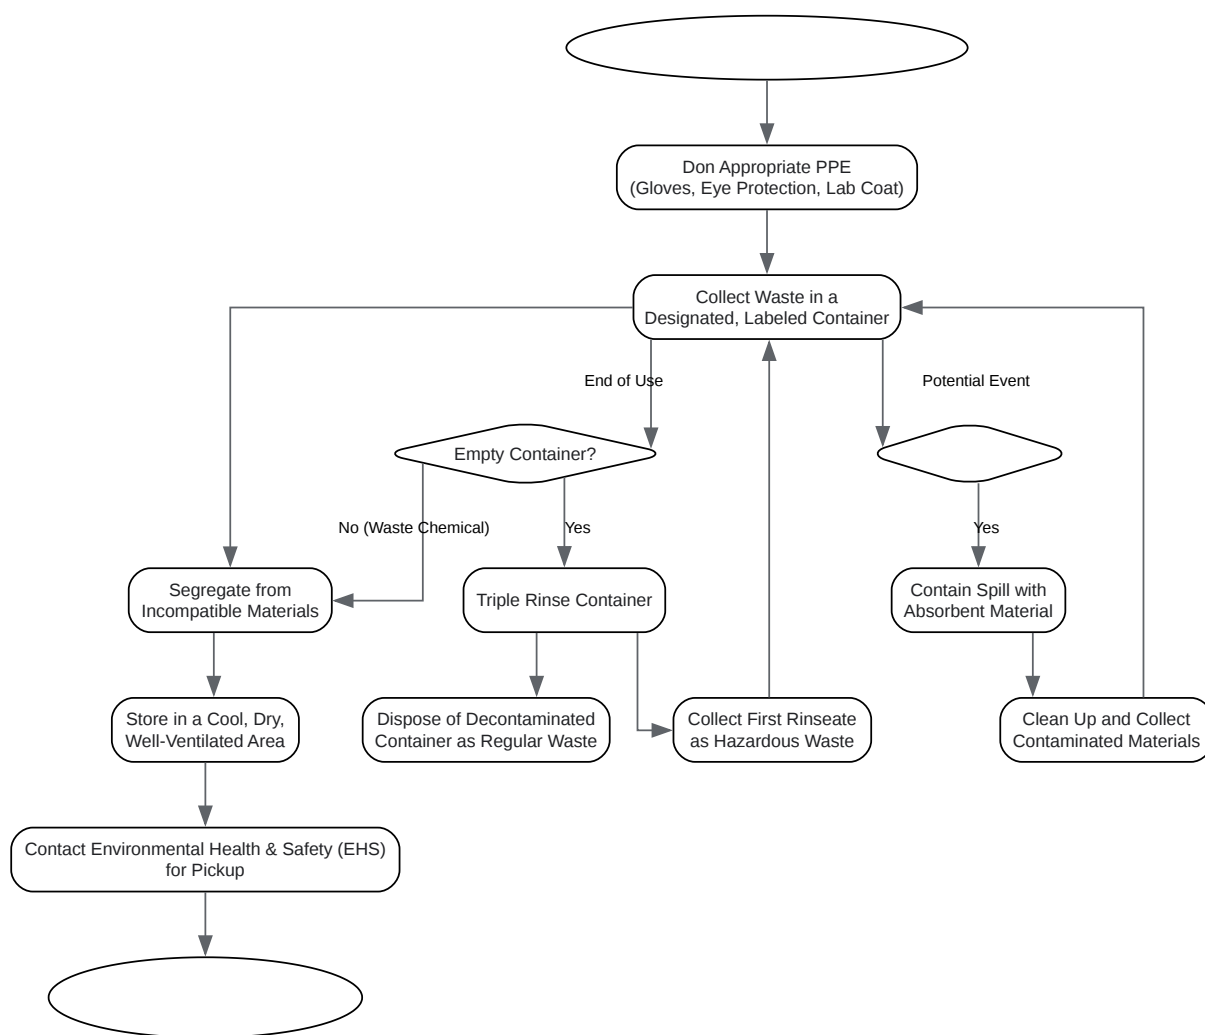 Don Appropriate PPE
(Gloves, Eye Protection, Lab Coat)
Collect Waste in a
Designated, Labeled Container
End of Use
Potential Event
Empty Container?
No (Waste Chemical)
Yes
Yes
Segregate from
Incompatible Materials
Triple Rinse Container
Contain Spill with
Absorbent Material
Store in a Cool, Dry,
Well-Ventilated Area
Dispose of Decontaminated
Container as Regular Waste
Collect First Rinseate
as Hazardous Waste
Clean Up and Collect
Contaminated Materials
Contact Environmental Health & Safety (EHS)
for Pickup